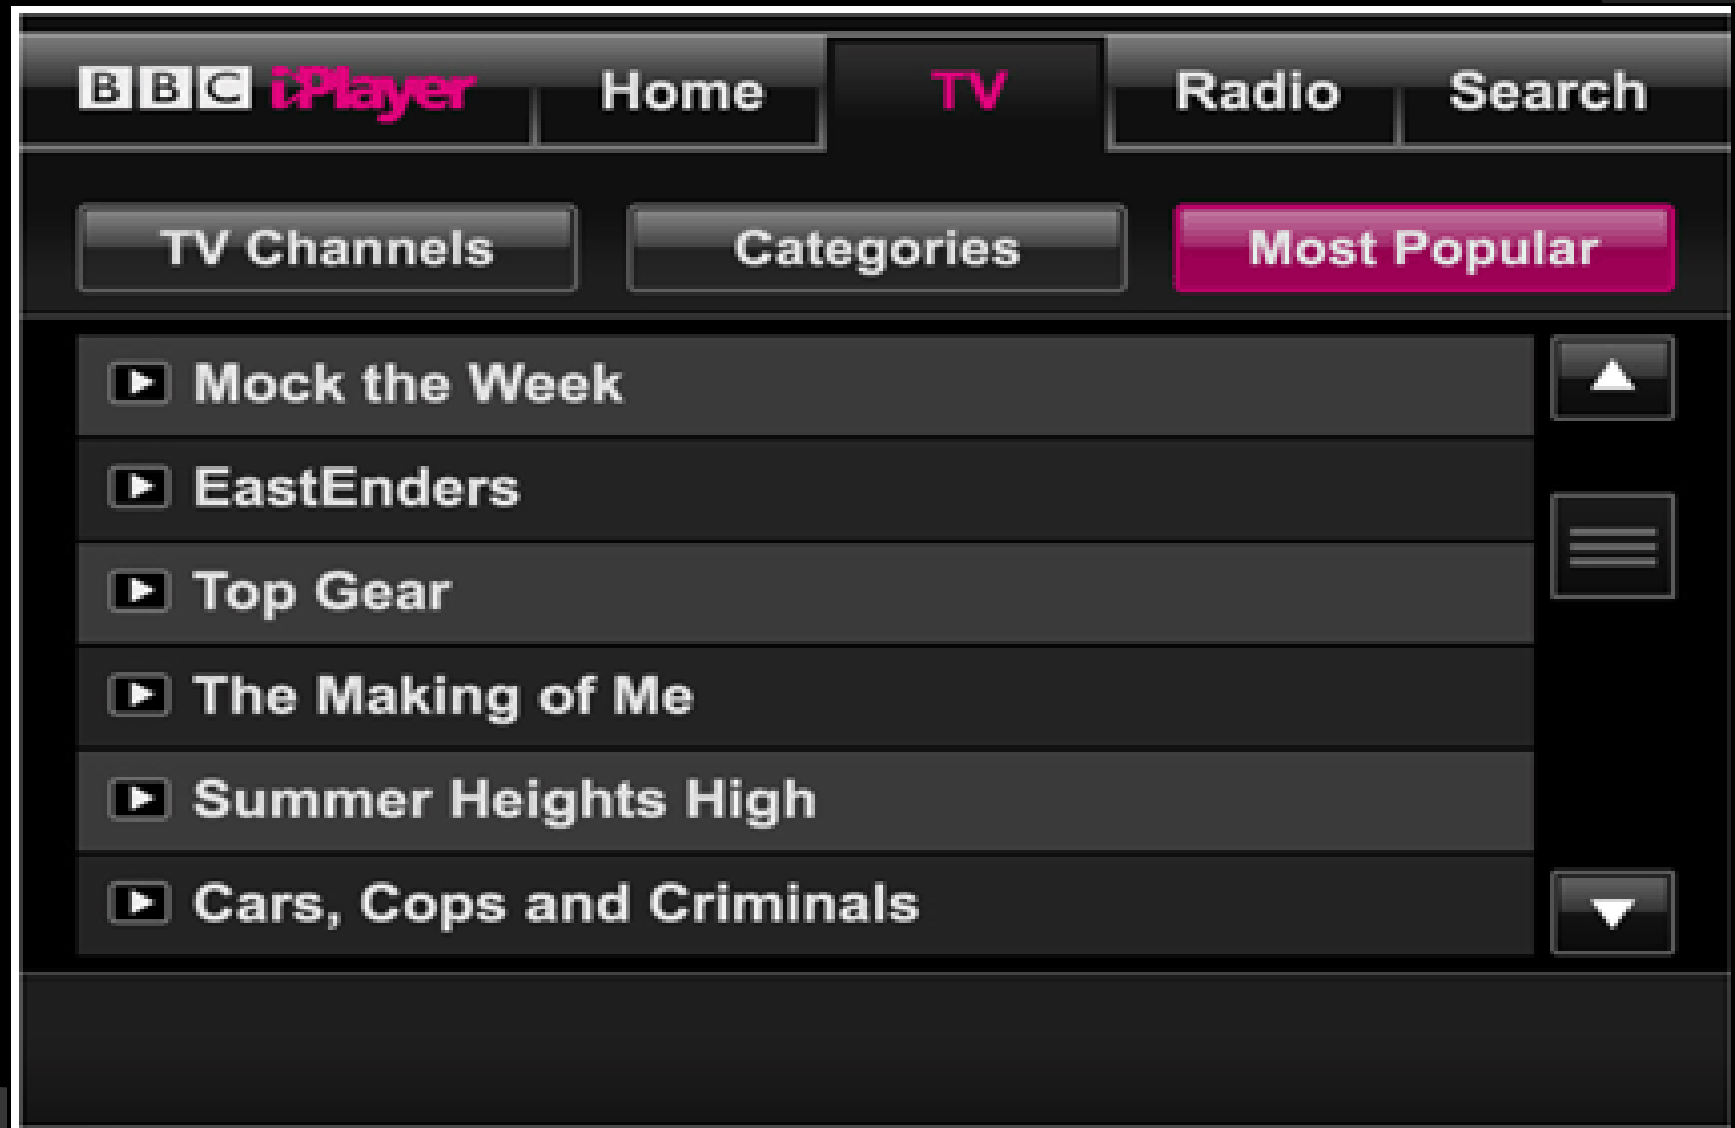 BBC iPlayer Home TV Radio Search
TV Channels Categories Most Popular
Mock the Week
EastEnders
Top Gear
The Making of Me
Summer Heights High
Cars, Cops and Criminals